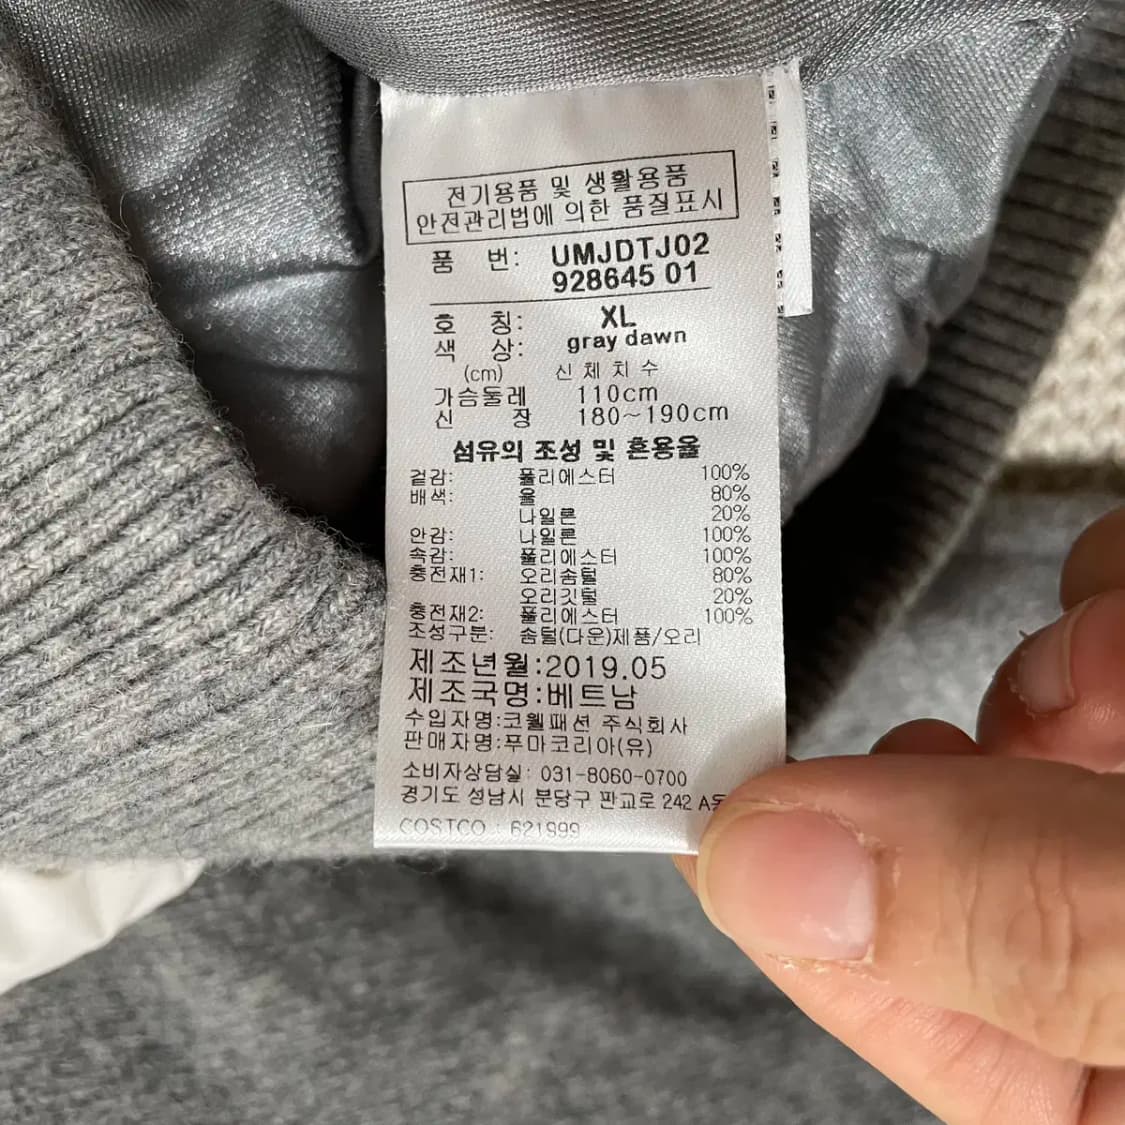 전기용품 및 생활용품
안전관리법에 의한 품질표시
품 번: UMJDTJ02
928645 01
호 칭: XL
색 상: gray dawn
(cm) 신체치수
가슴둘레 110cm
신 장 180~190cm
섬유의 조성 및 혼용율
겉감: 폴리에스터 100%
배색: 울 80%
나일론 20%
안감: 나일론 100%
속감: 폴리에스터 100%
충전재1: 오리솜털 80%
오리깃털 20%
충전재2: 폴리에스터 100%
조성구분: 솜털(다운)제품/오리
제조년월:2019.05
제조국명:베트남
수입자명:코웰패션 주식회사
판매자명:푸마코리아(유)
소비자상담실: 031-8060-0700
경기도 성남시 분당구 판교로 242 A동
COSTCO : 621999